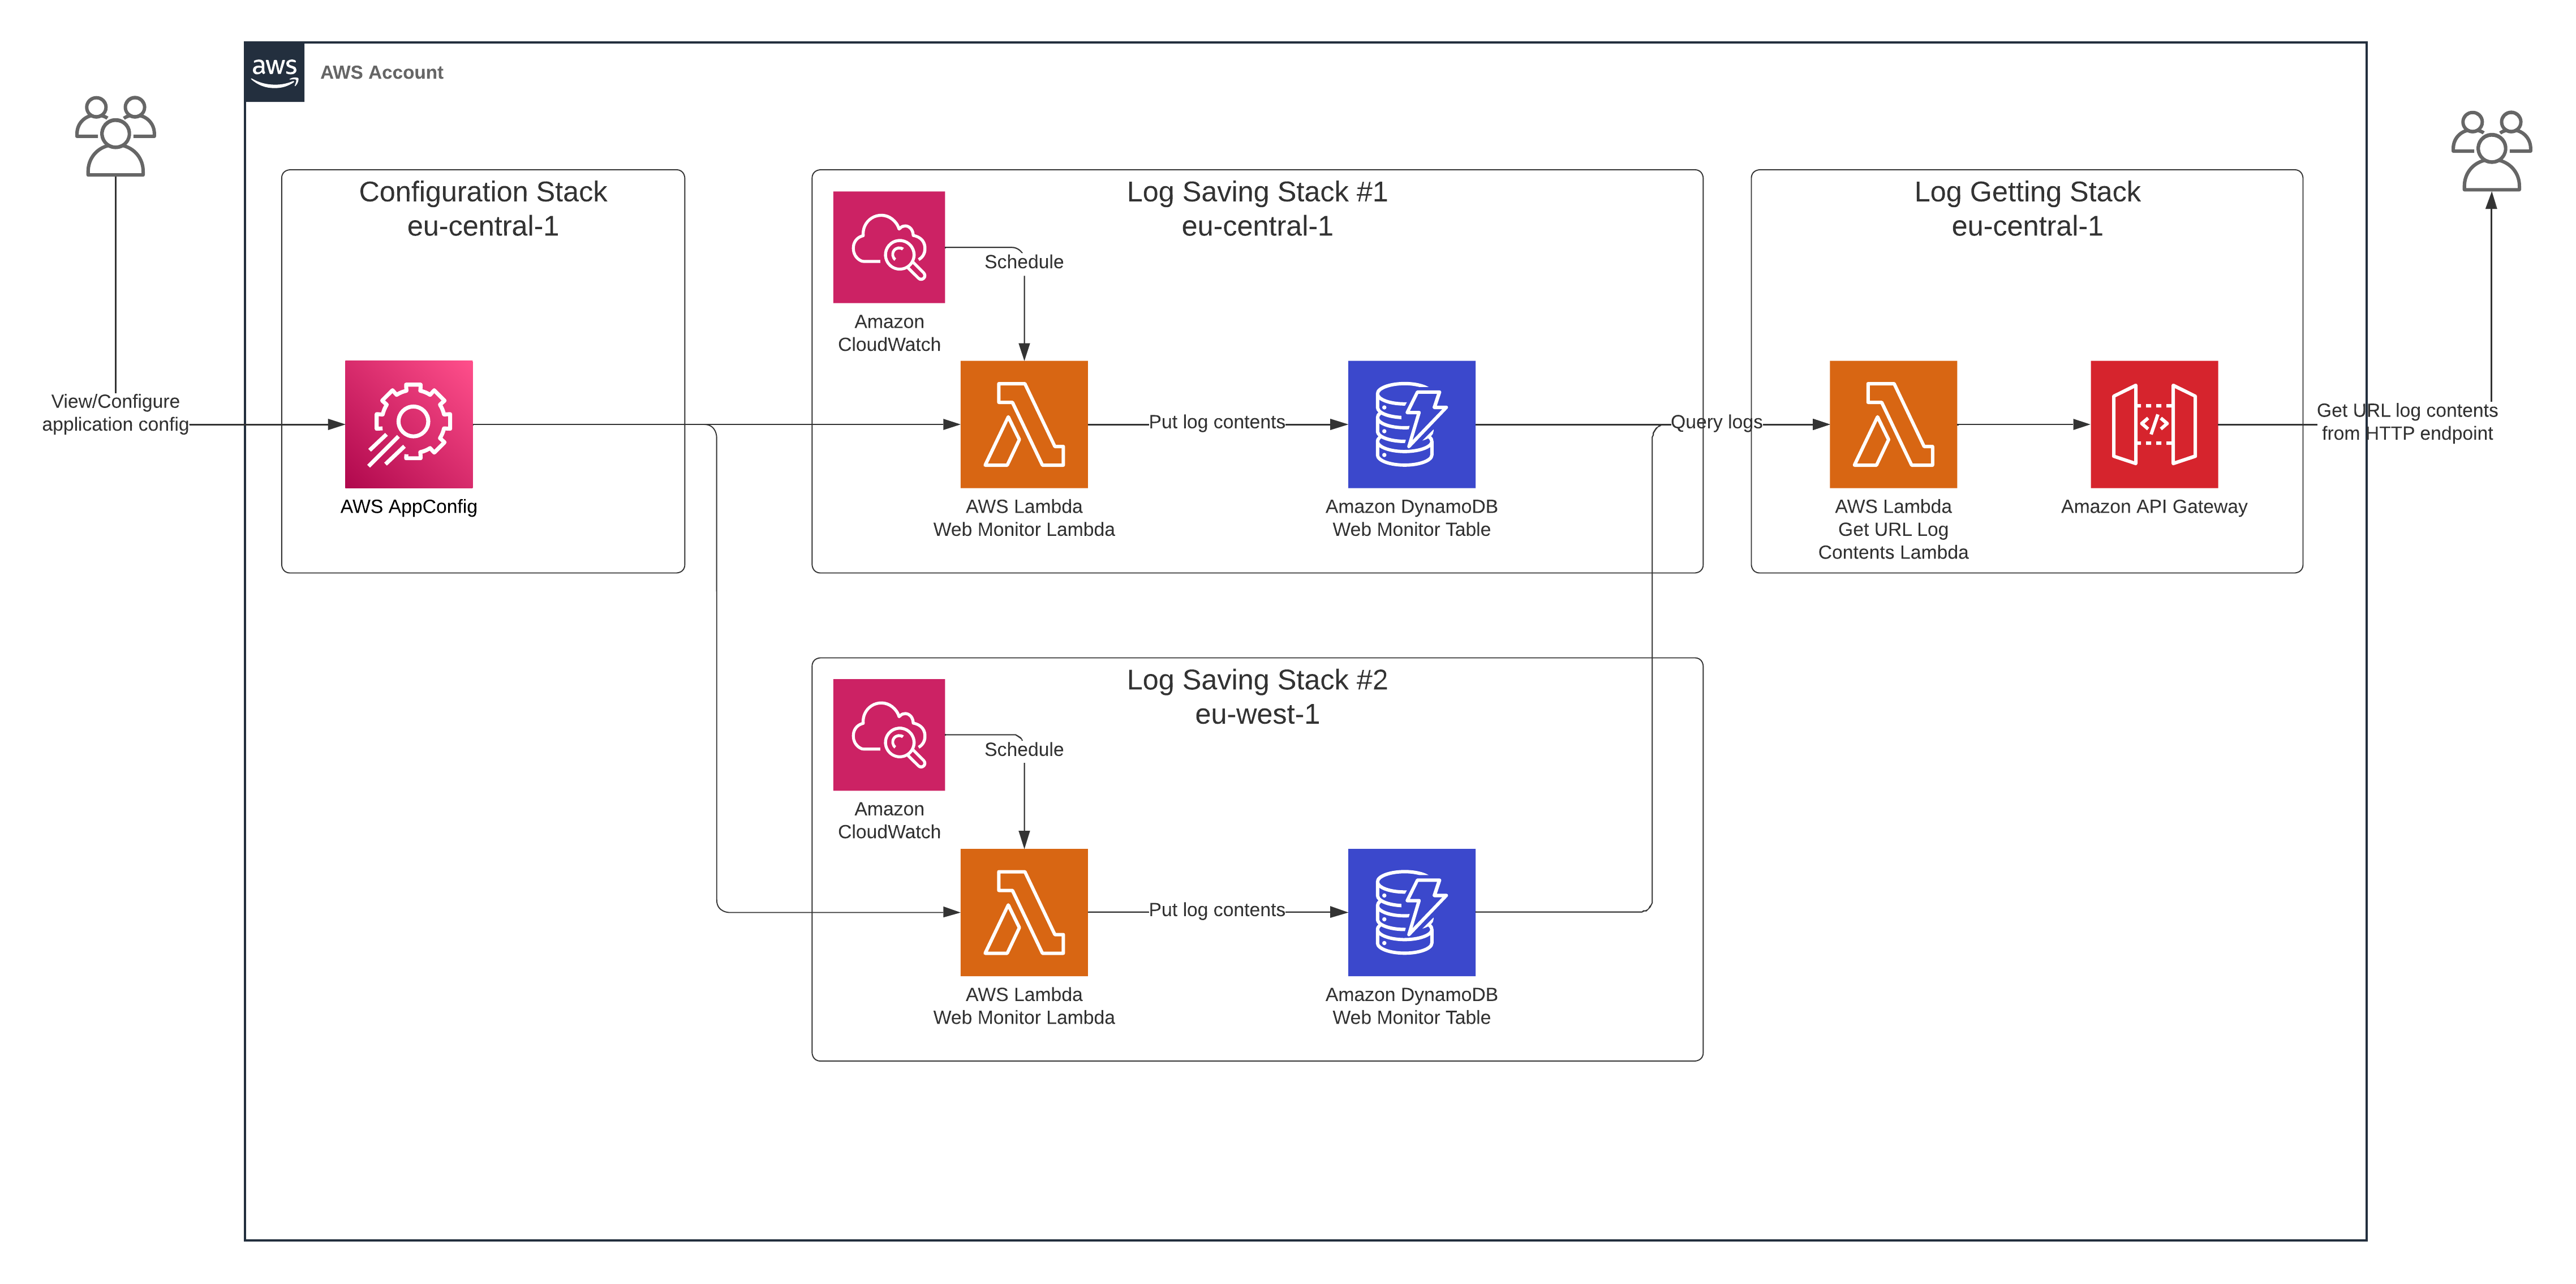 aws
AWS Account
View/Configure
application config
Configuration Stack
eu-central-1
AWS AppConfig
Log Saving Stack #1
eu-central-1
Amazon
CloudWatch
Schedule
AWS Lambda
Web Monitor Lambda
Put log contents
Amazon DynamoDB
Web Monitor Table
Query logs
Log Getting Stack
eu-central-1
AWS Lambda
Get URL Log
Contents Lambda
Amazon API Gateway
Get URL log contents
from HTTP endpoint
Log Saving Stack #2
eu-west-1
Amazon
CloudWatch
Schedule
AWS Lambda
Web Monitor Lambda
Put log contents
Amazon DynamoDB
Web Monitor Table